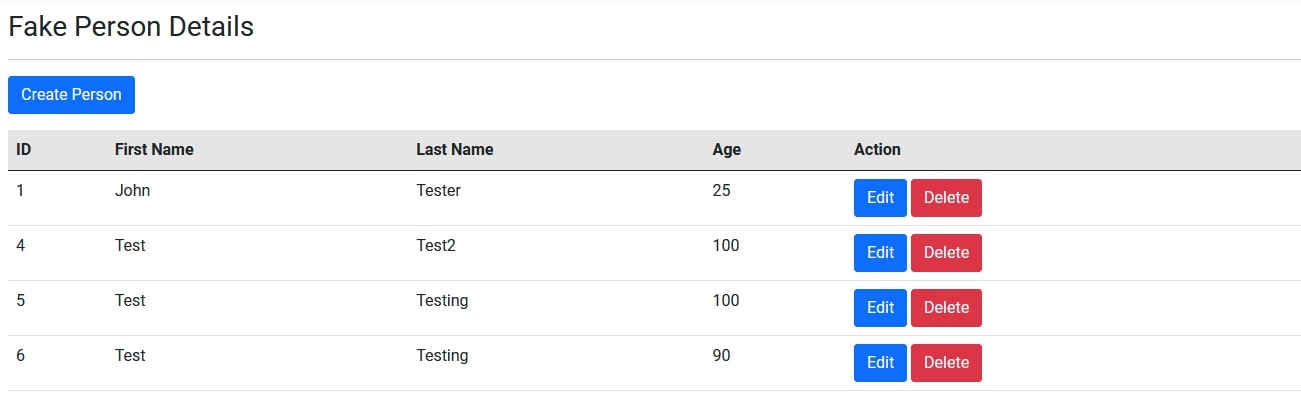 Fake Person Details
Create Person
ID First Name Last Name Age Action
1 John Tester 25 Edit Delete
4 Test Test2 100 Edit Delete
5 Test Testing 100 Edit Delete
6 Test Testing 90 Edit Delete